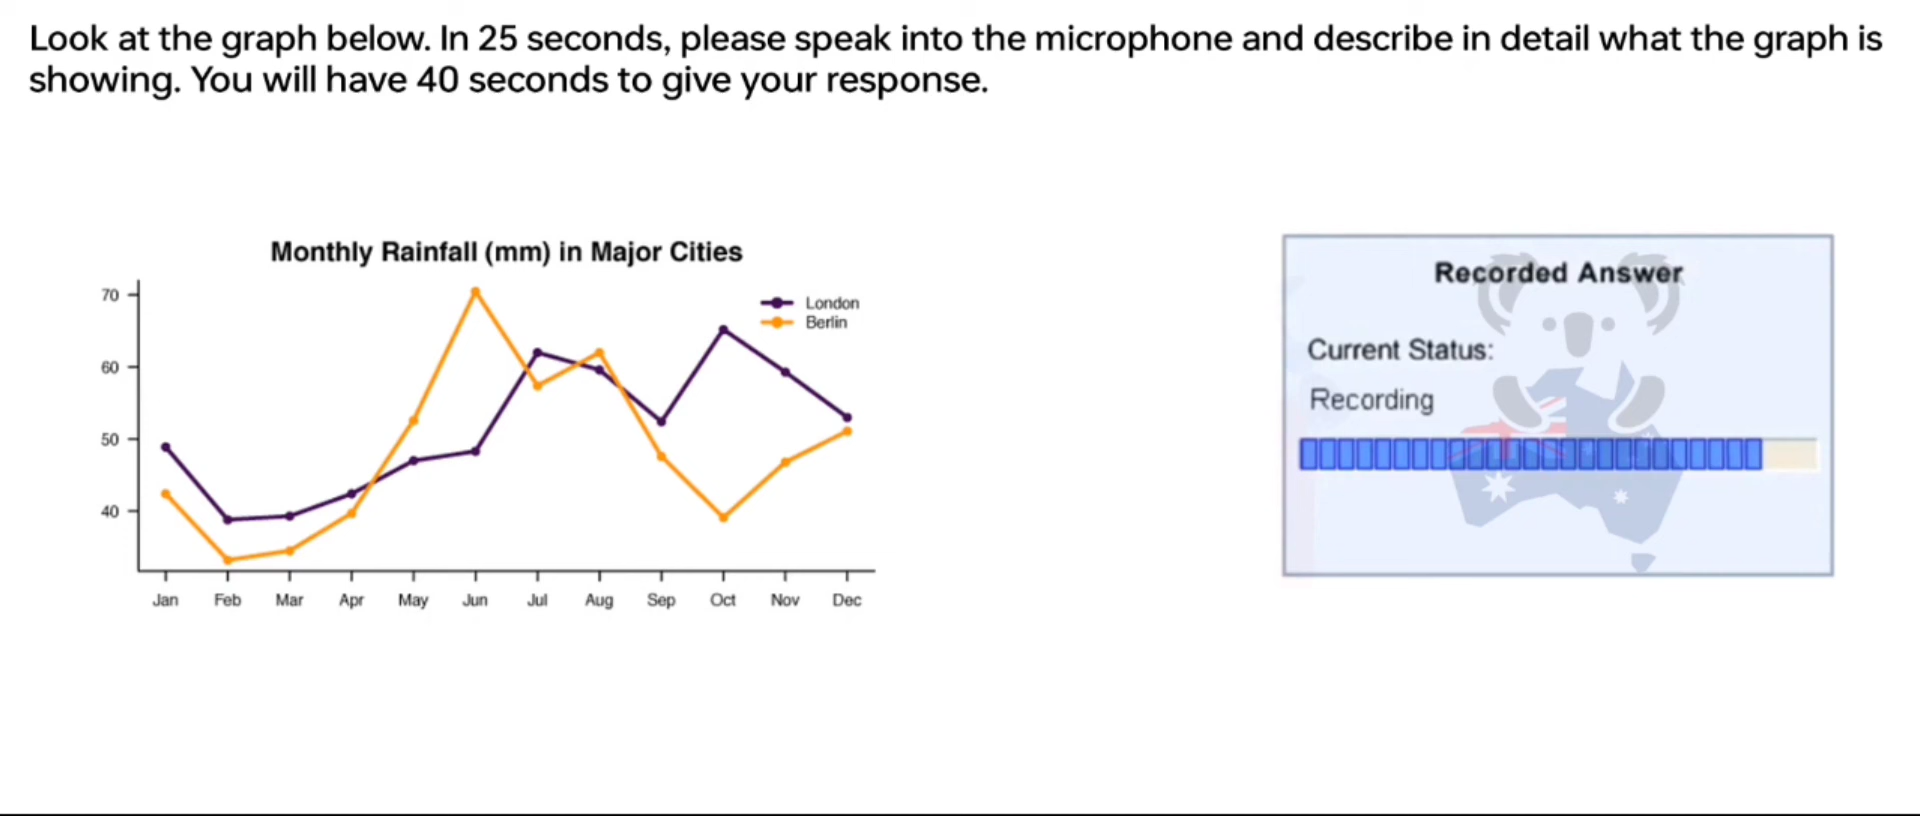 Look at the graph below. In 25 seconds, please speak into the microphone and describe in detail what the graph is
showing. You will have 40 seconds to give your response.
Monthly Rainfall (mm) in Major Cities
70
60
50
40
London
Berlin
Jan Feb Mar Apr May Jun Jul Aug Sep Oct Nov Dec
Recorded Answer
Current Status:
Recording